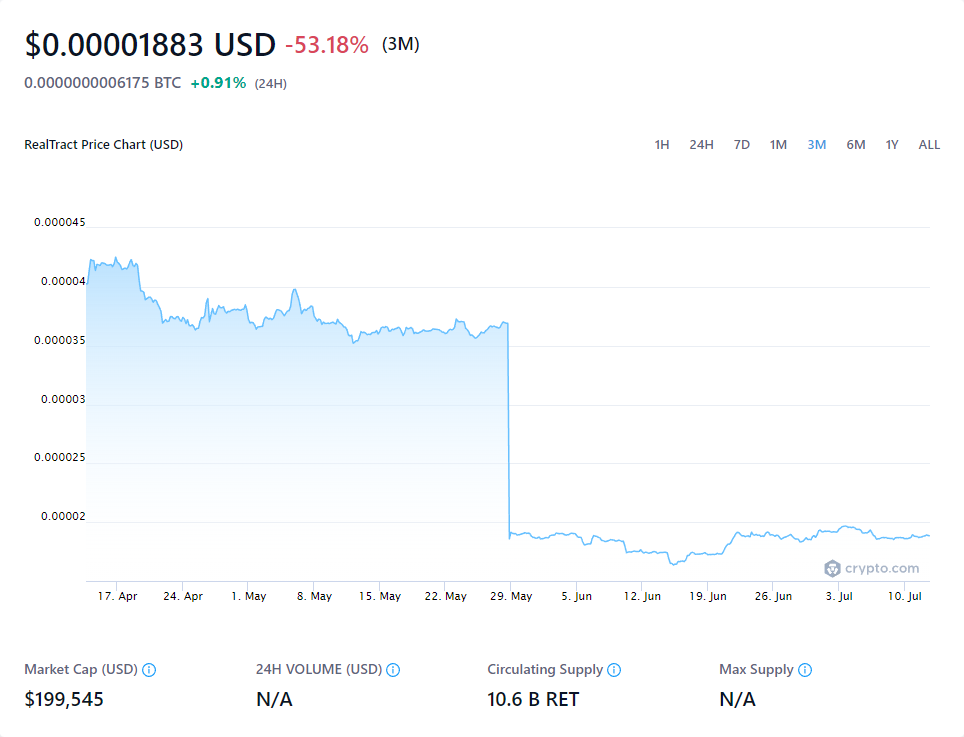 $0.00001883 USD -53.18% (3M)
0.0000000006175 BTC +0.91% (24H)
RealTract Price Chart (USD) 1H 24H 7D 1M 3M 6M 1Y ALL
0.000045
0.00004
0.000035
0.00003
0.000025
0.00002
crypto.com
17. Apr 24. Apr 1. May 8. May 15. May 22. May 29. May 5. Jun 12. Jun 19. Jun 26. Jun 3. Jul 10. Jul
Market Cap (USD) 24H VOLUME (USD) Circulating Supply Max Supply
$199,545 N/A 10.6 B RET N/A